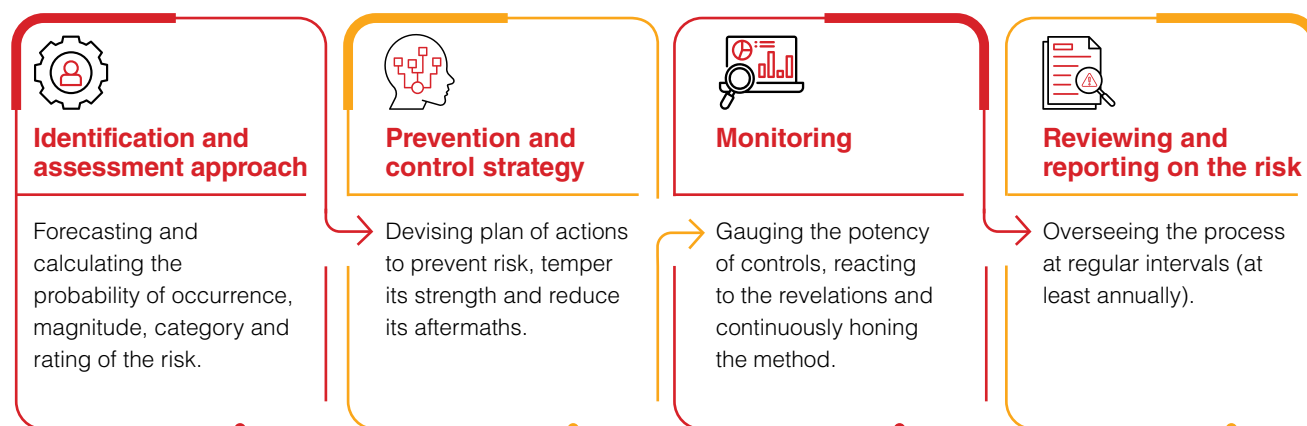 Identification and
assessment approach
Forecasting and
calculating the
probability of occurrence,
magnitude, category and
rating of the risk.
Prevention and
control strategy
Devising plan of actions
to prevent risk, temper
its strength and reduce
its aftermaths.
Monitoring
Gauging the potency
of controls, reacting
to the revelations and
continuously honing
the method.
Reviewing and
reporting on the risk
Overseeing the process
at regular intervals (at
least annually).